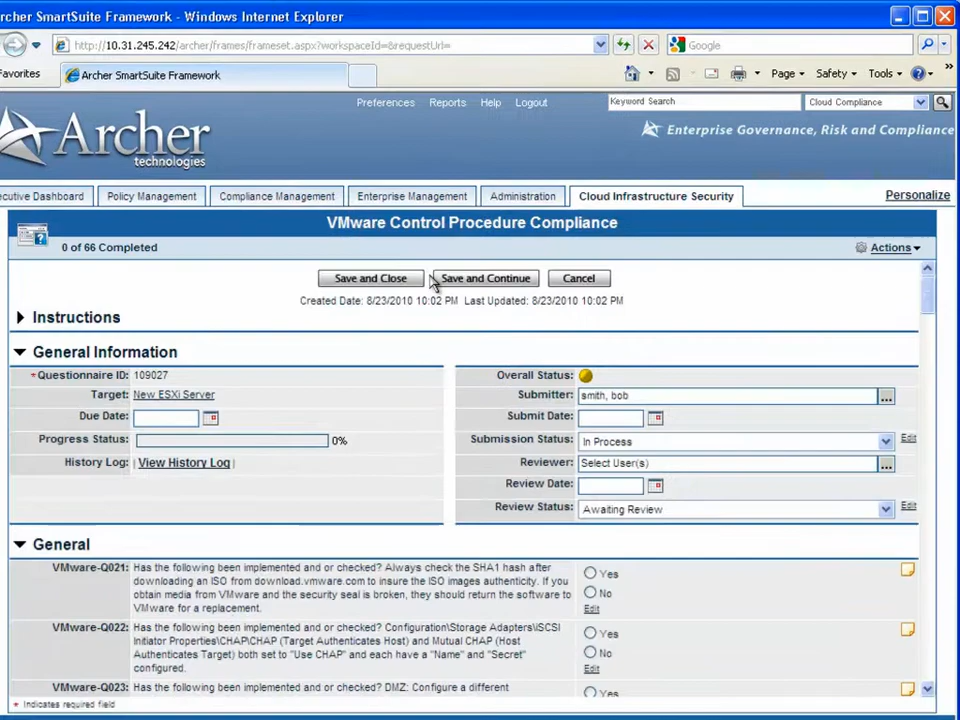 rcher SmartSuite Framework - Windows Internet Explorer
http://10.31.245.242/archer/frames/frameset.aspx?workspaceId=&requestUrl=
Google
avorites
Archer SmartSuite Framework
Page
Safety
Tools
»
Preferences Reports Help Logout
Keyword Search
Cloud Compliance
Archer
technologies
Enterprise Governance, Risk and Compliance
ecutive Dashboard
Policy Management
Compliance Management
Enterprise Management
Administration
Cloud Infrastructure Security
Personalize
VMware Control Procedure Compliance
0 of 66 Completed
Actions
Save and Close
Save and Continue
Cancel
Created Date: 8/23/2010 10:02 PM Last Updated: 8/23/2010 10:02 PM
Instructions
General Information
*Questionnaire ID: 109027
Overall Status:
Target: New ESXi Server
Submitter: smith, bob ...
Due Date:
Submit Date:
Progress Status: 0%
Submission Status: In Process Edit
History Log: | View History Log |
Reviewer: Select User(s) ...
Review Date:
Review Status: Awaiting Review Edit
General
VMware-Q021: Has the following been implemented or checked? Always check the SHA1 hash after
downloading an ISO from download.vmware.com to insure the ISO images authenticity. If you
obtain media from VMware and the security seal is broken, they should return the software to
VMware for a replacement.
Yes
No
Edit
VMware-Q022: Has the following been implemented or checked? Configuration\Storage Adapters\iSCSI
Initiator Properties\CHAP\CHAP (Target Authenticates Host) and Mutual CHAP (Host
Authenticates Target) both set to "Use CHAP" and each have a "Name" and "Secret"
configured.
Yes
No
Edit
VMware-Q023: Has the following been implemented or checked? DMZ: Configure a different
Yes
* Indicates required field